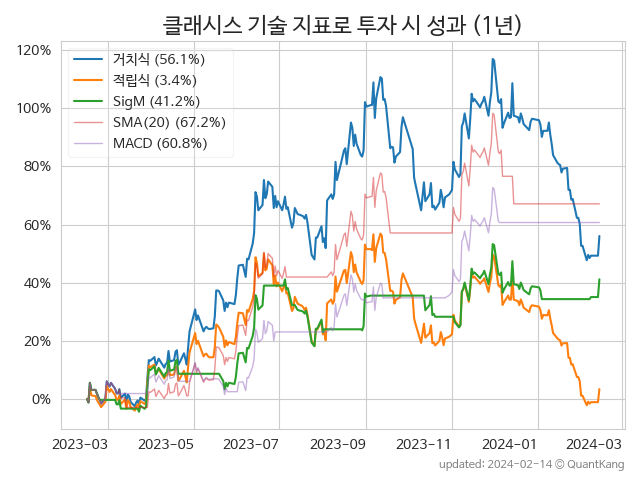 클래시스 기술 지표로 투자 시 성과 (1년)
120%
100%
80%
60%
40%
20%
0%
거치식 (56.1%)
적립식 (3.4%)
SigM (41.2%)
SMA(20) (67.2%)
MACD (60.8%)
2023-03 2023-05 2023-07 2023-09 2023-11 2024-01 2024-03
updated: 2024-02-14 © QuantKang